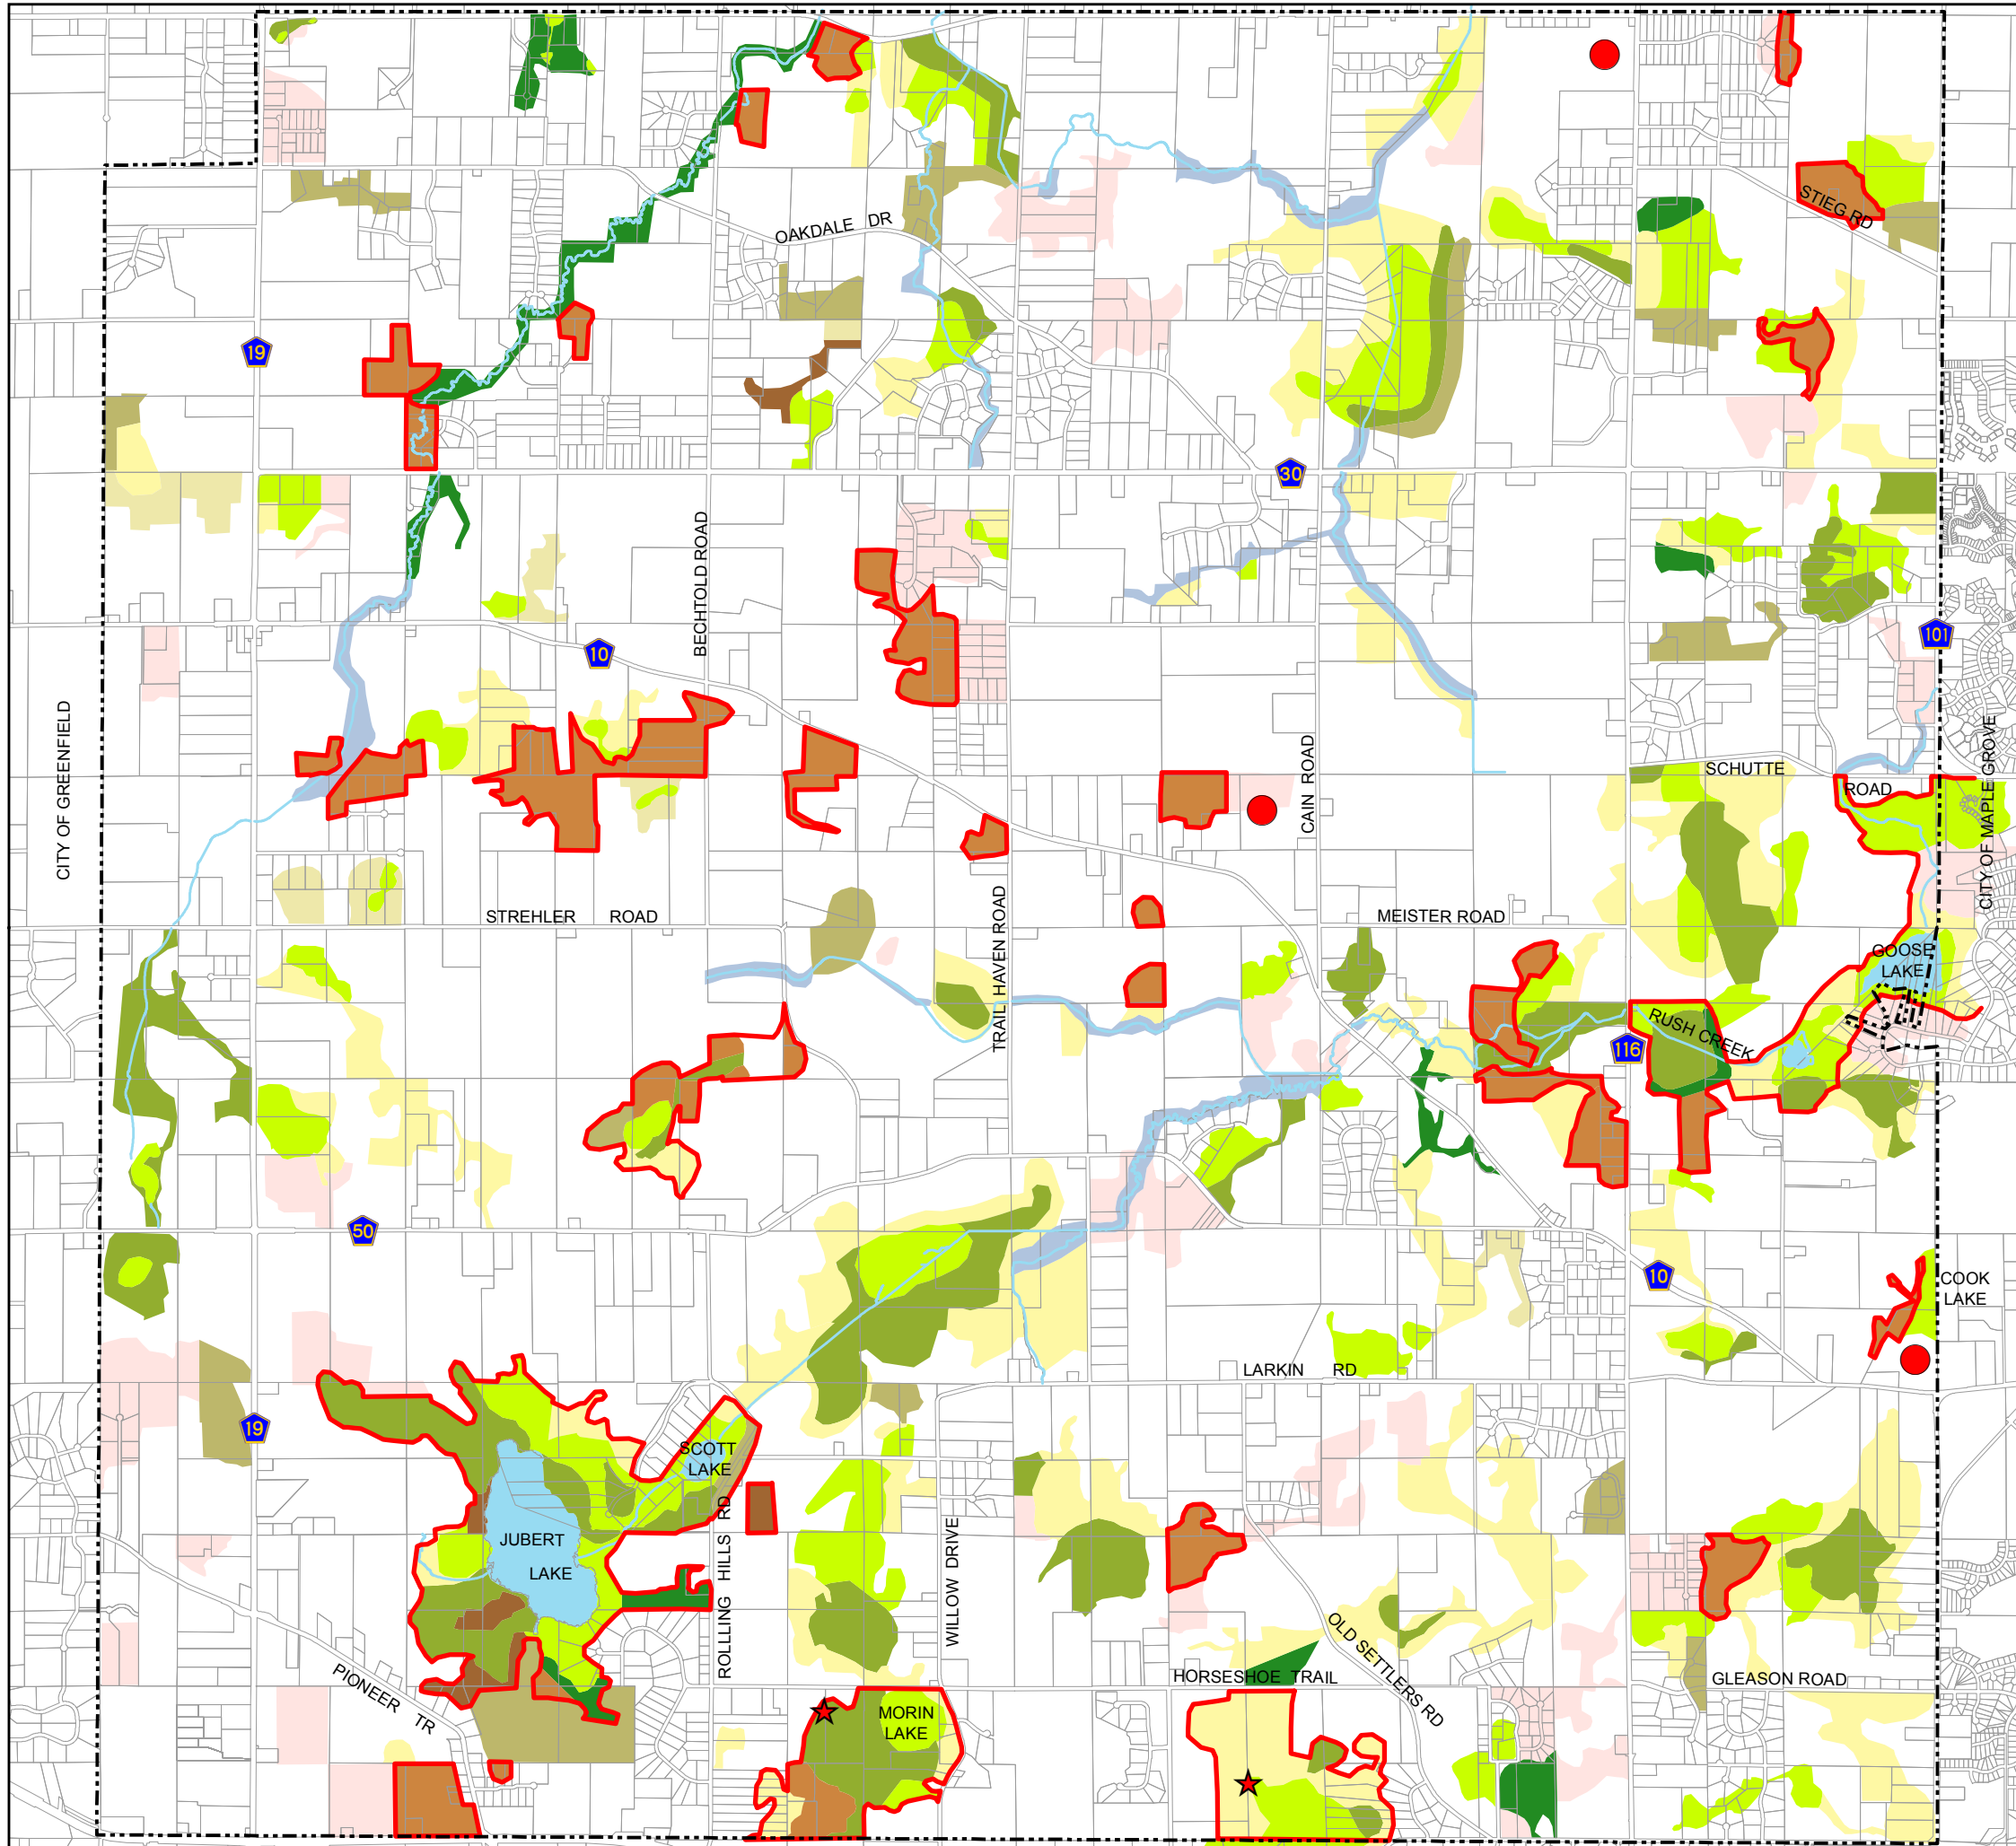 STIEG RD
OAKDALE DR
19
30
BECHTOLD ROAD
101
10
CITY OF GREENFIELD
CITY OF MAPLE GROVE
CAIN ROAD
SCHUTTE
ROAD
STREHLER ROAD
TRAIL HAVEN ROAD
MEISTER ROAD
GOOSE
LAKE
RUSH CREEK
116
50
10
COOK
LAKE
LARKIN RD
19
SCOTT
LAKE
JUBERT
LAKE
ROLLLING HILLS RD
WILLOW DRIVE
OLD SETTLERS RD
HORSESHOE TRAIL
GLEASON ROAD
PIONEER TR
MORIN
LAKE